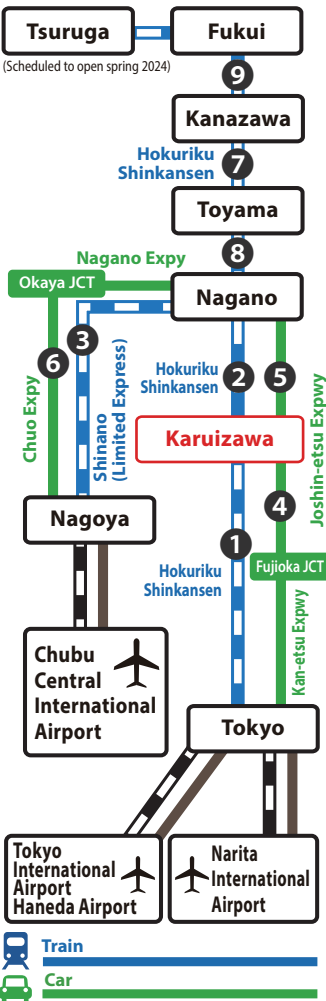 Tsuruga
Fukui
(Scheduled to open spring 2024)
9
Kanazawa
Hokuriku
Shinkansen
7
Toyama
Nagano Expy
8
Okaya JCT
Nagano
3
6
Hokuriku
Shinkansen
2
5
Chuo Expy
Shinano
(Limited Express)
Joshin-etsu Expwy
Karuizawa
4
Nagoya
1
Hokuriku
Shinkansen
Fujioka JCT
Kan-etsu Expwy
Chubu
Central
International
Airport
Tokyo
Tokyo
International
Airport
Haneda Airport
Narita
International
Airport
Train
Car